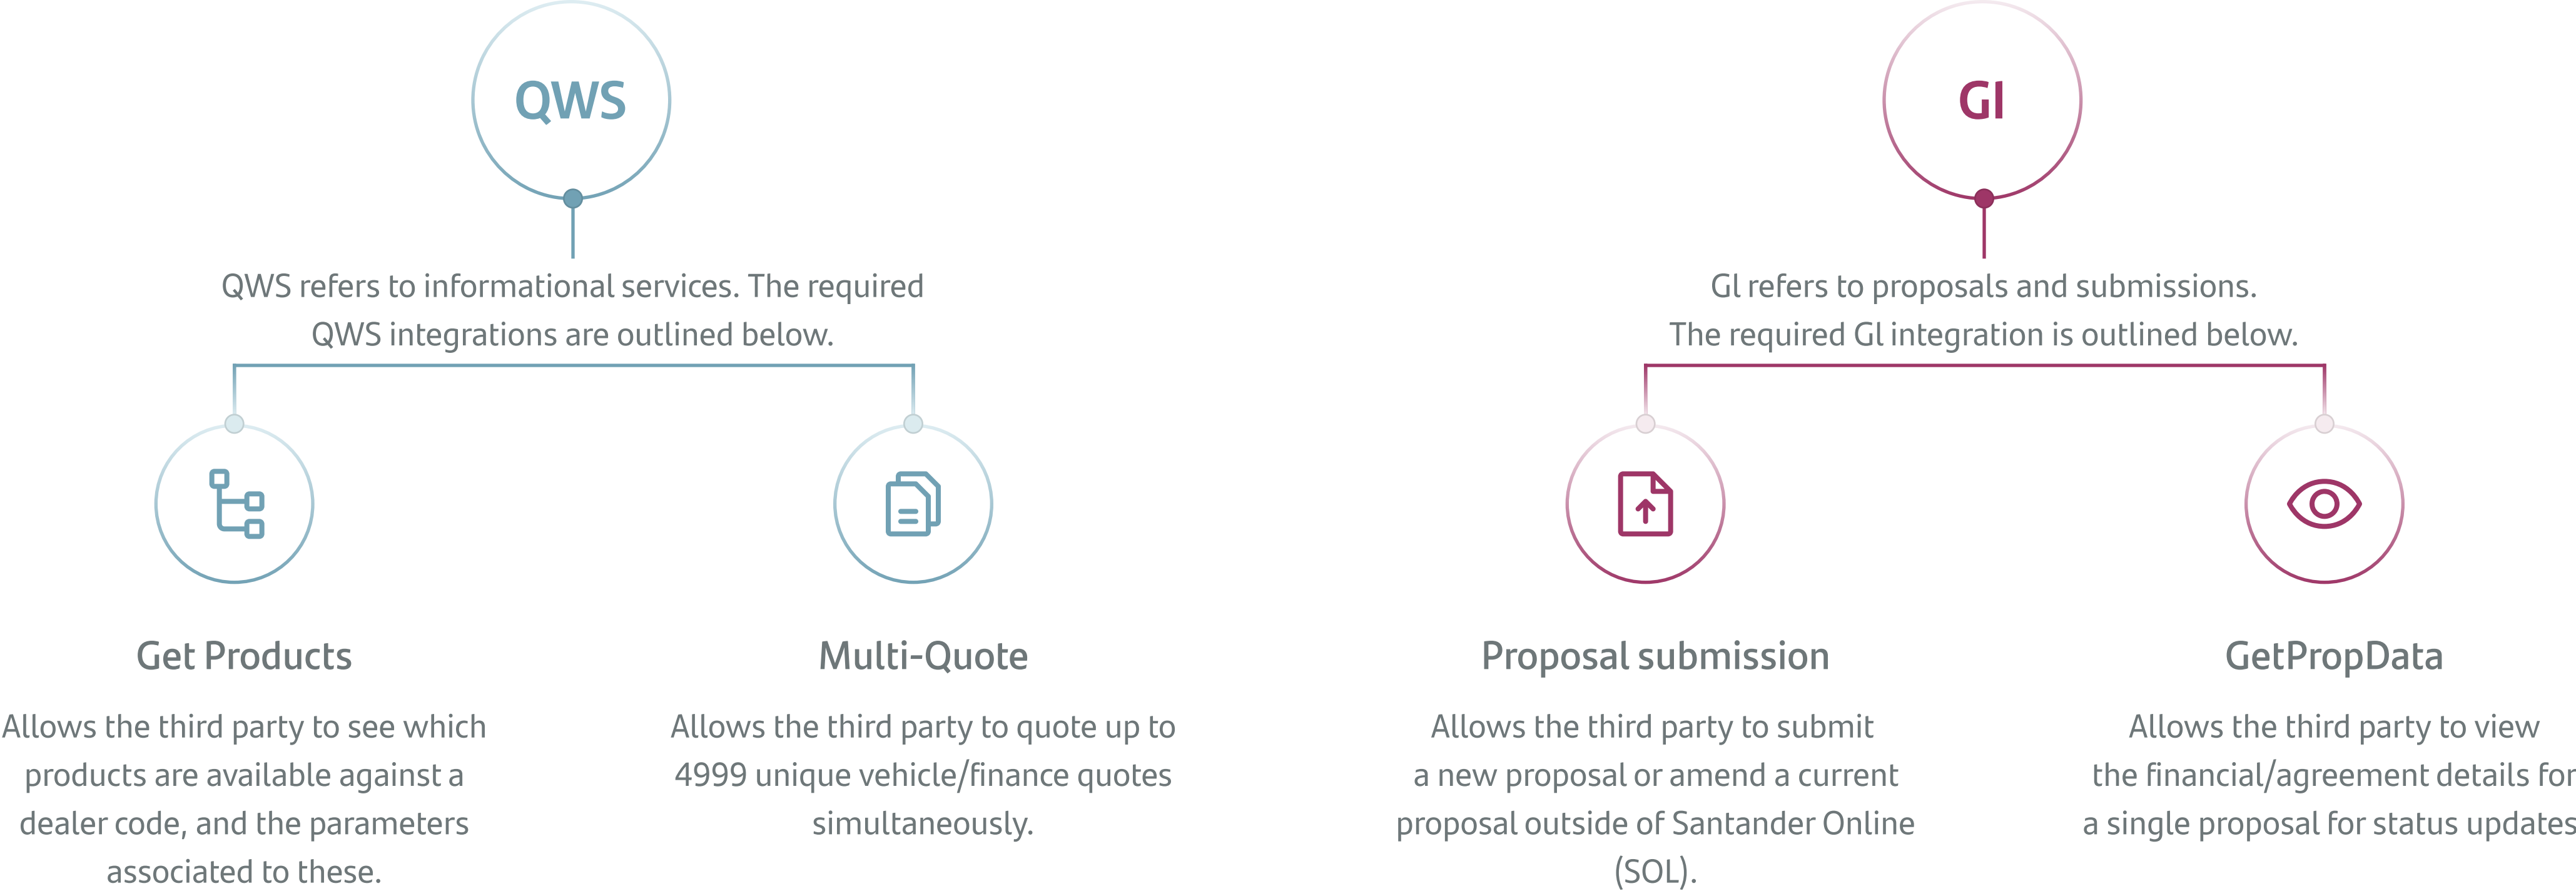 QWS
QWS refers to informational services. The required
QWS integrations are outlined below.
Get Products
Allows the third party to see which
products are available against a
dealer code, and the parameters
associated to these.
Multi-Quote
Allows the third party to quote up to
4999 unique vehicle/finance quotes
simultaneously.
GI
GI refers to proposals and submissions.
The required GI integration is outlined below.
Proposal submission
Allows the third party to submit
a new proposal or amend a current
proposal outside of Santander Online
(SOL).
GetPropData
Allows the third party to view
the financial/agreement details for
a single proposal for status updates